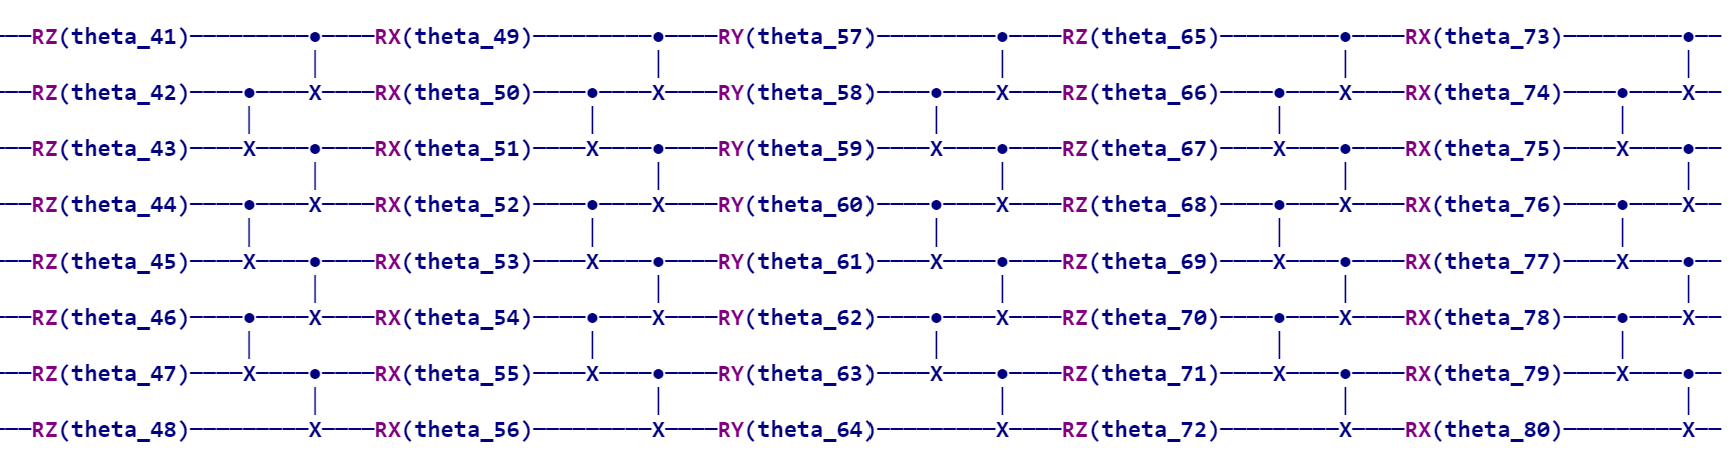 RZ(theta_41) RX(theta_49) RY(theta_57) RZ(theta_65) RX(theta_73)
RZ(theta_42) X RX(theta_50) X RY(theta_58) X RZ(theta_66) X RX(theta_74) X
RZ(theta_43) X RX(theta_51) X RY(theta_59) X RZ(theta_67) X RX(theta_75) X
RZ(theta_44) X RX(theta_52) X RY(theta_60) X RZ(theta_68) X RX(theta_76) X
RZ(theta_45) X RX(theta_53) X RY(theta_61) X RZ(theta_69) X RX(theta_77) X
RZ(theta_46) X RX(theta_54) X RY(theta_62) X RZ(theta_70) X RX(theta_78) X
RZ(theta_47) X RX(theta_55) X RY(theta_63) X RZ(theta_71) X RX(theta_79) X
RZ(theta_48) X RX(theta_56) X RY(theta_64) X RZ(theta_72) X RX(theta_80) X